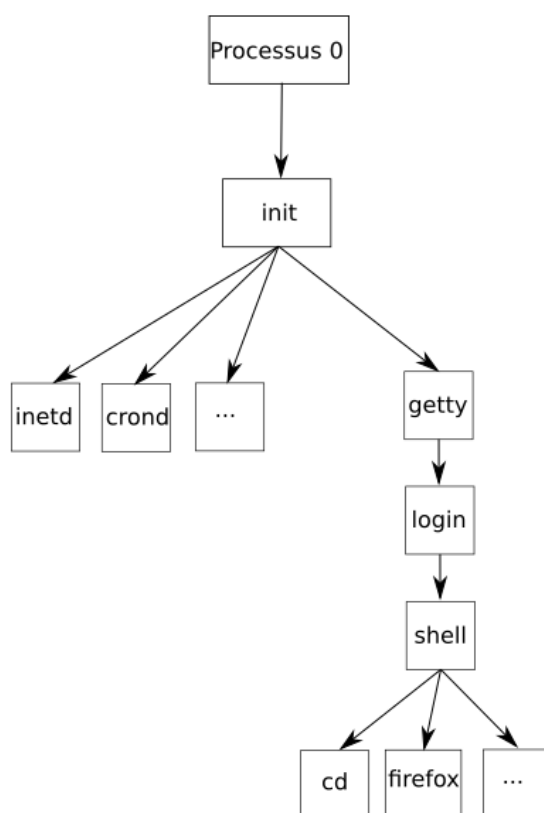 Processus 0
init
inetd
crond
...
getty
login
shell
cd
firefox
...